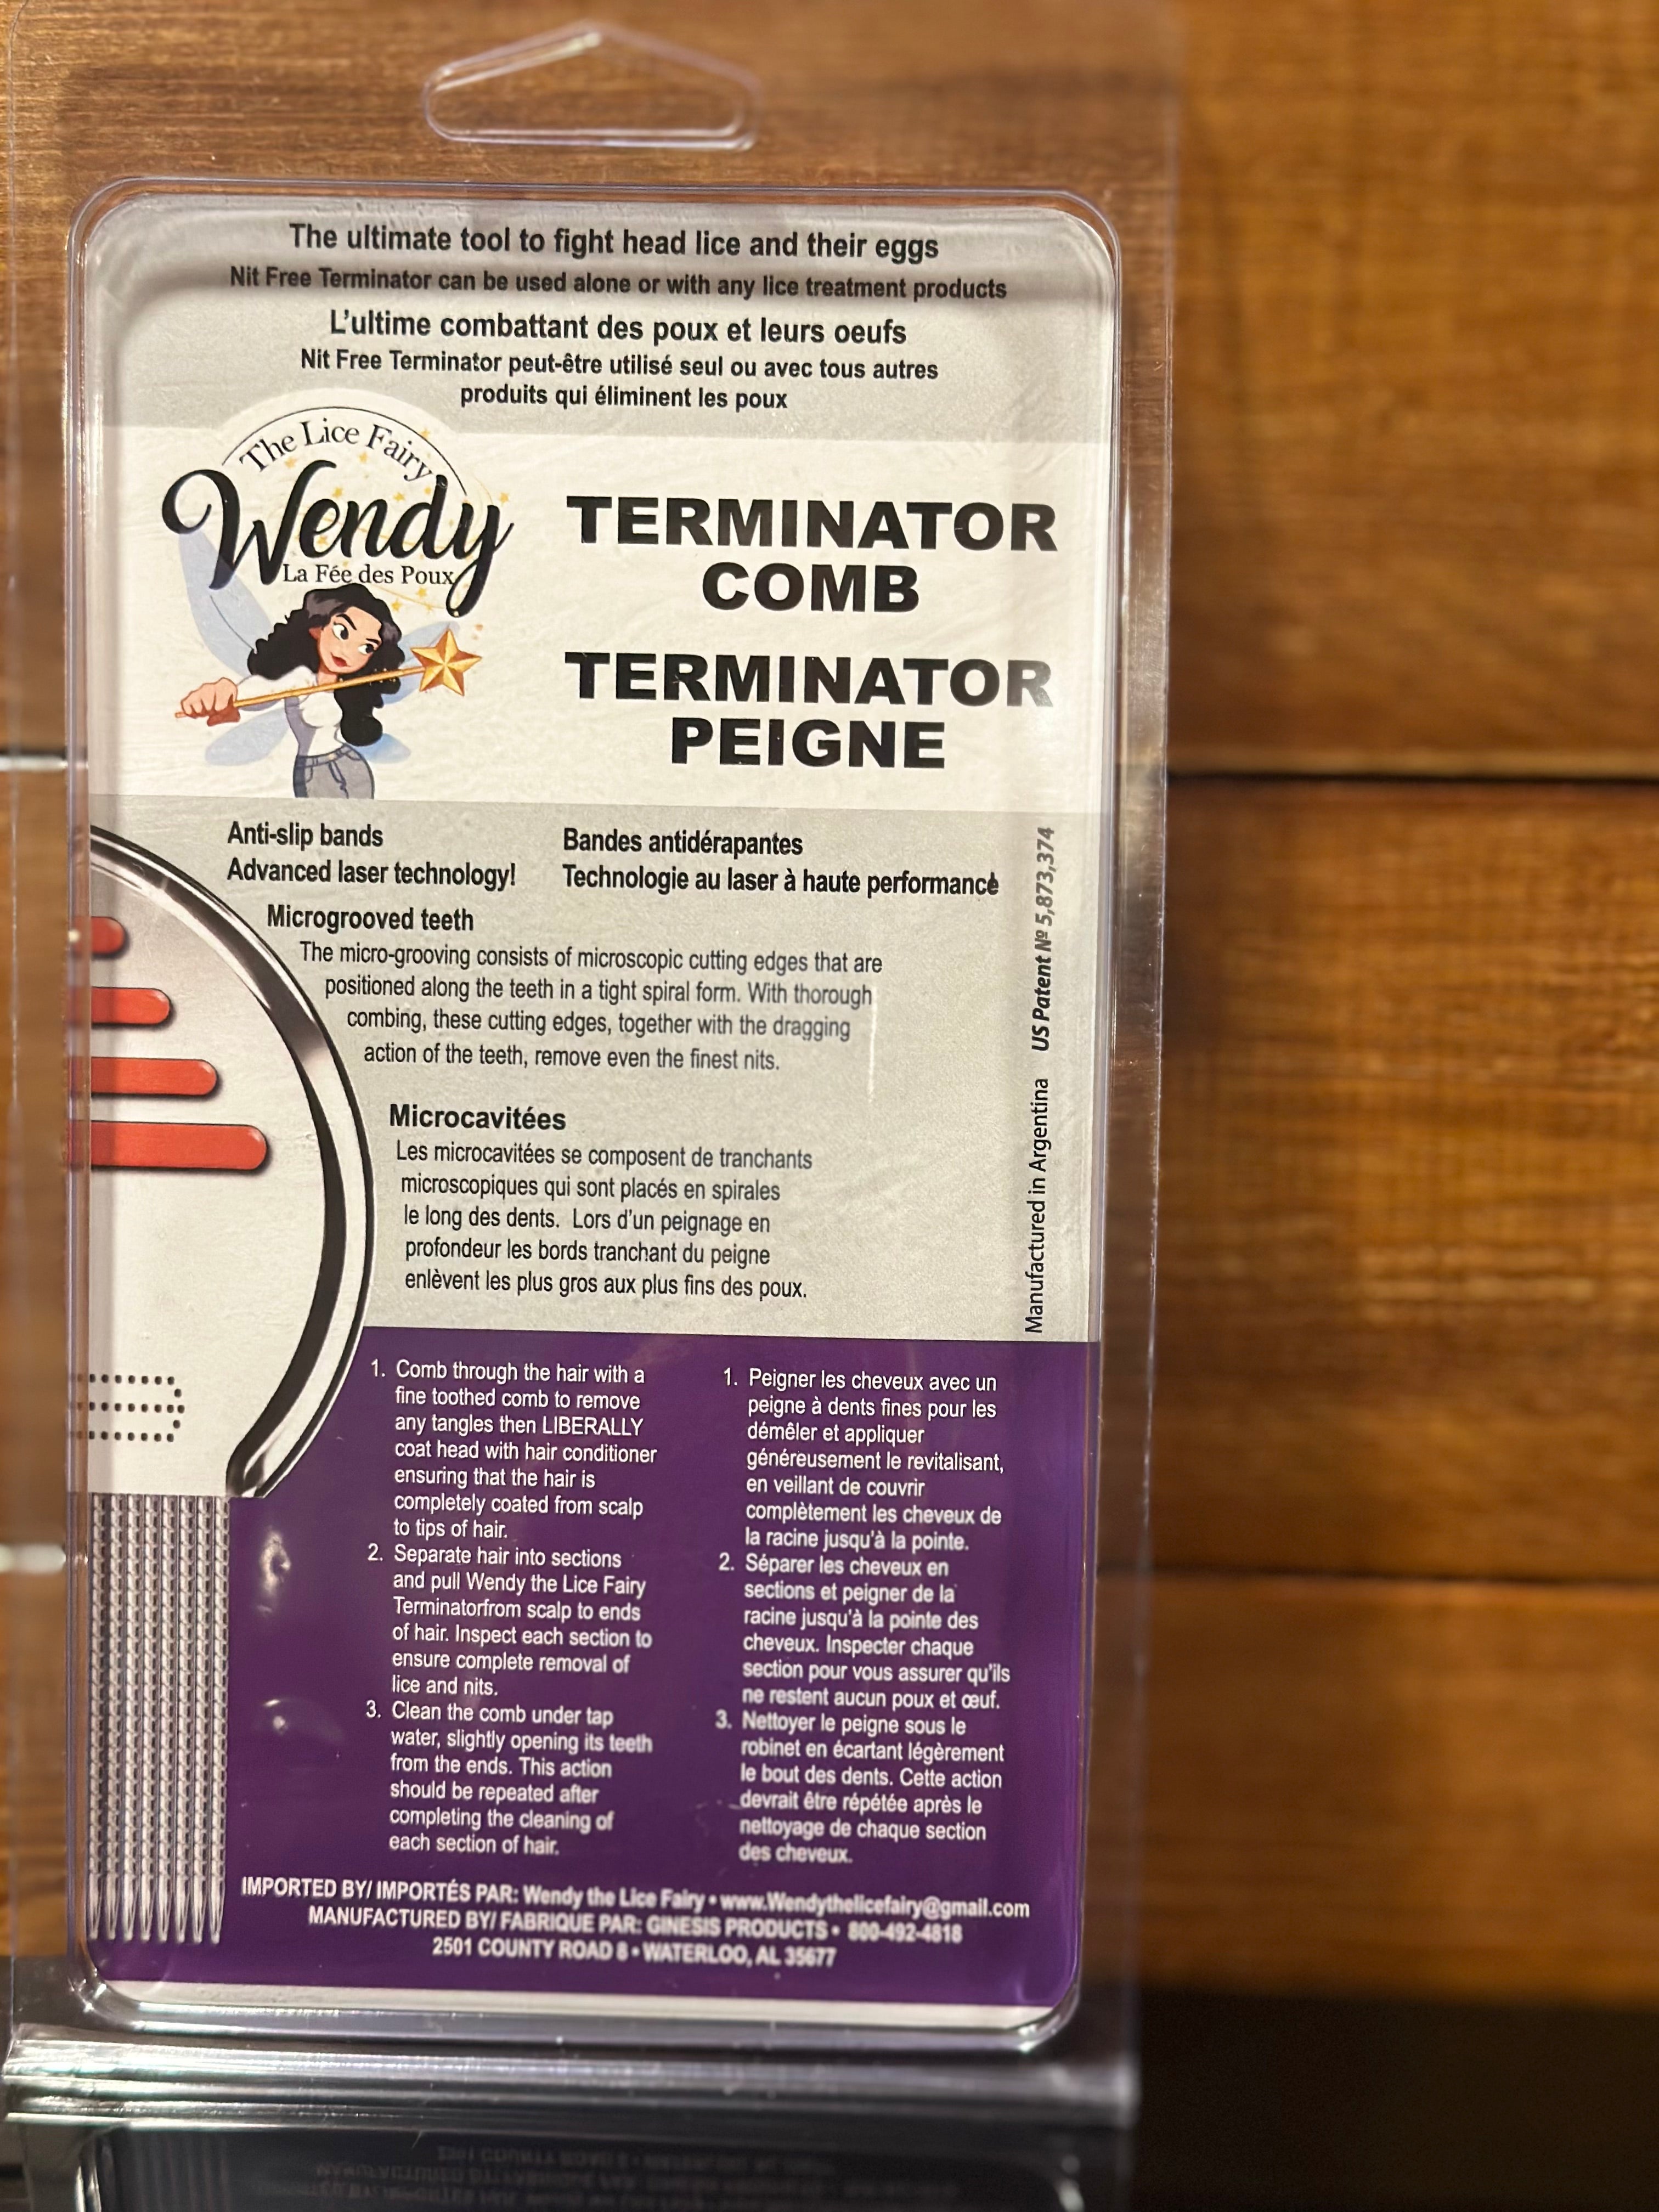 The ultimate tool to fight head lice and their eggs
Nit Free Terminator can be used alone or with any lice treatment products
L'ultime combattant des poux et leurs oeufs
Nit Free Terminator peut-être utilisé seul ou avec tous autres
produits qui éliminent les poux
The Lice Fairy
Wendy
La Fée des Poux
TERMINATOR
COMB
TERMINATOR
PEIGNE
Anti-slip bands
Advanced laser technology!
Bandes antidérapantes
Technologie au laser à haute performance
Microgrooved teeth
The micro-grooving consists of microscopic cutting edges that are
positioned along the teeth in a tight spiral form. With thorough
combing, these cutting edges, together with the dragging
action of the teeth, remove even the finest nits.
Microcavitées
Les microcavitées se composent de tranchants
microscopiques qui sont placés en spirales
le long des dents. Lors d'un peignage en
profondeur les bords tranchant du peigne
enlèvent les plus gros aux plus fins des poux.
Manufactured in Argentina US Patent Nº 5,873,374
1. Comb through the hair with a
fine toothed comb to remove
any tangles then LIBERALLY
coat head with hair conditioner
ensuring that the hair is
completely coated from scalp
to tips of hair.
2. Separate hair into sections
and pull Wendy the Lice Fairy
Terminatorfrom scalp to ends
of hair. Inspect each section to
ensure complete removal of
lice and nits.
3. Clean the comb under tap
water, slightly opening its teeth
from the ends. This action
should be repeated after
completing the cleaning of
each section of hair.
1. Peigner les cheveux avec un
peigne à dents fines pour les
démêler et appliquer
généreusement le revitalisant,
en veillant de couvrir
complètement les cheveux de
la racine jusqu'à la pointe.
2. Séparer les cheveux en
sections et peigner de la
racine jusqu'à la pointe des
cheveux. Inspecter chaque
section pour vous assurer qu'ils
ne restent aucun poux et œuf.
3. Nettoyer le peigne sous le
robinet en écartant légèrement
le bout des dents. Cette action
devrait être répétée après le
nettoyage de chaque section
des cheveux.
IMPORTED BY/ IMPORTÉS PAR: Wendy the Lice Fairy • www.Wendythelicefairy@gmail.com
MANUFACTURED BY/ FABRIQUE PAR: GINESIS PRODUCTS • 800-492-4818
2501 COUNTY ROAD 8 • WATERLOO, AL 35677